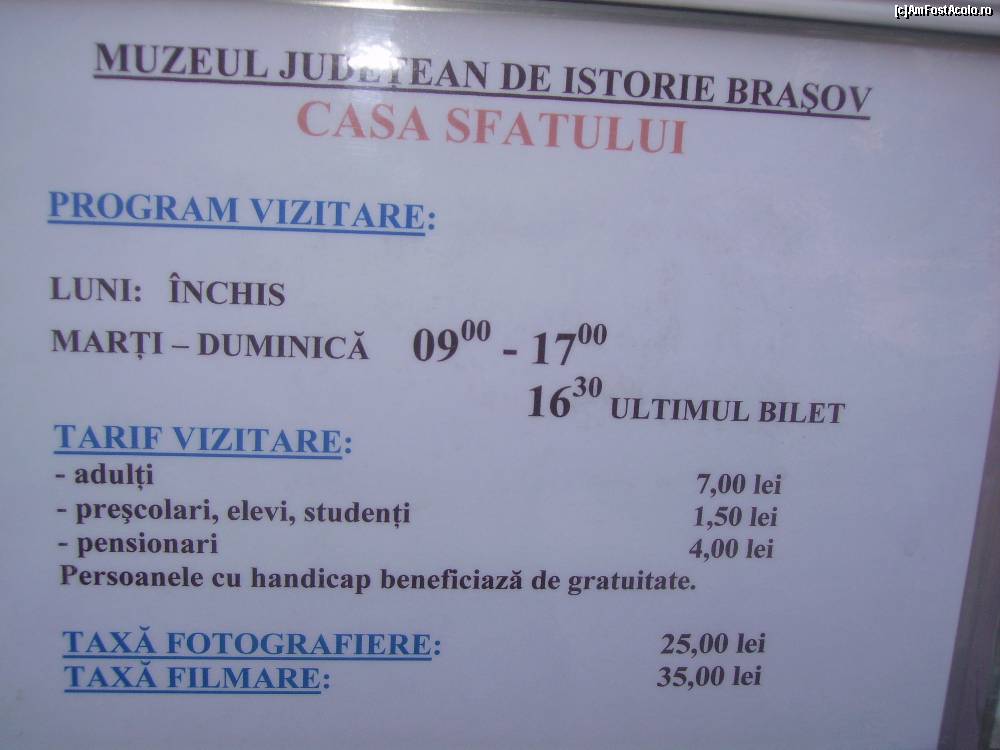 [c]AmFostAcolo.ro
MUZEUL JUDEȚEAN DE ISTORIE BRAŞOV
CASA SFATULUI
PROGRAM VIZITARE:
LUNI: ÎNCHIS
MARȚI – DUMINICĂ 09⁰⁰ - 17⁰⁰
16³⁰ ULTIMUL BILET
TARIF VIZITARE:
- adulți 7,00 lei
- preşcolari, elevi, studenți 1,50 lei
- pensionari 4,00 lei
Persoanele cu handicap beneficiază de gratuitate.
TAXĂ FOTOGRAFIERE: 25,00 lei
TAXĂ FILMARE: 35,00 lei